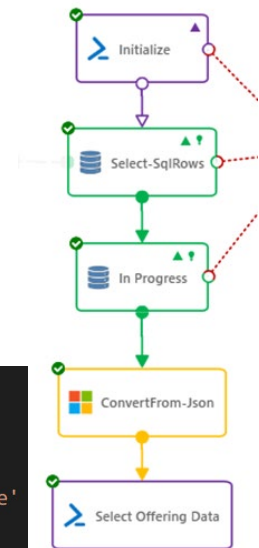 Initialize
Select-SqlRows
In Progress
ConvertFrom-Json
e'
Select Offering Data